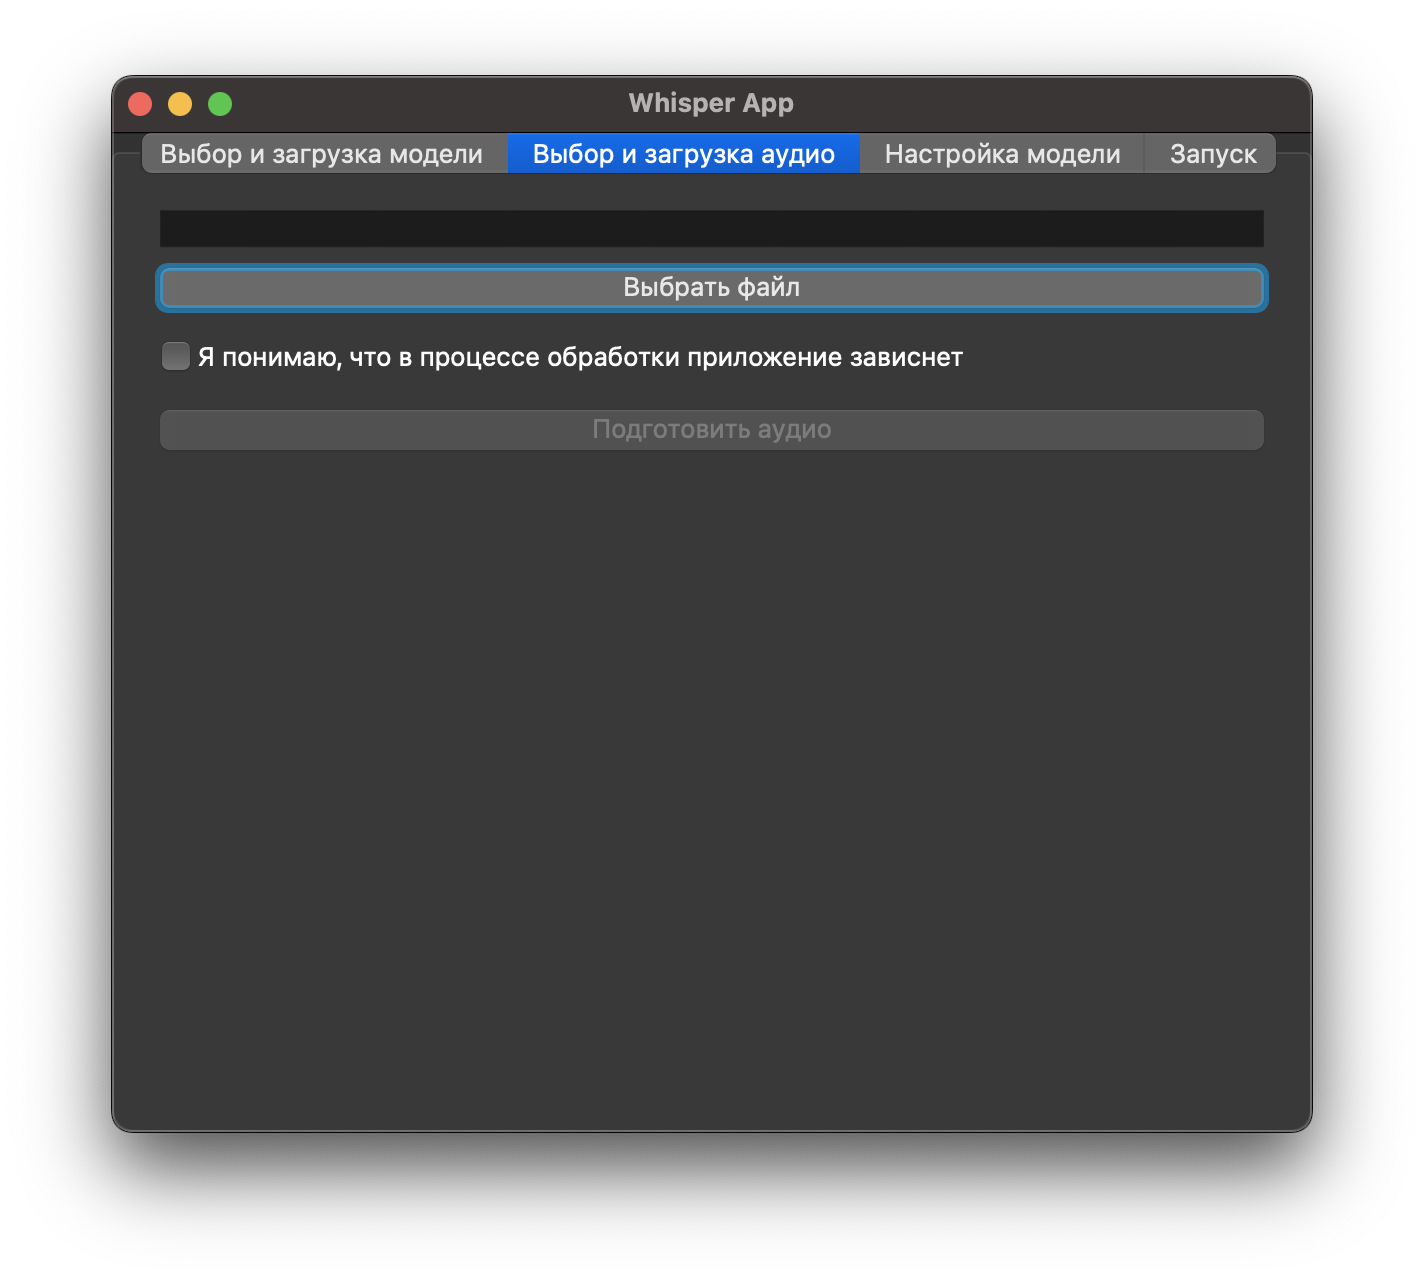 Whisper App
Выбор и загрузка модели
Выбор и загрузка аудио
Настройка модели
Запуск
Выбрать файл
Я понимаю, что в процессе обработки приложение зависнет
Подготовить аудио